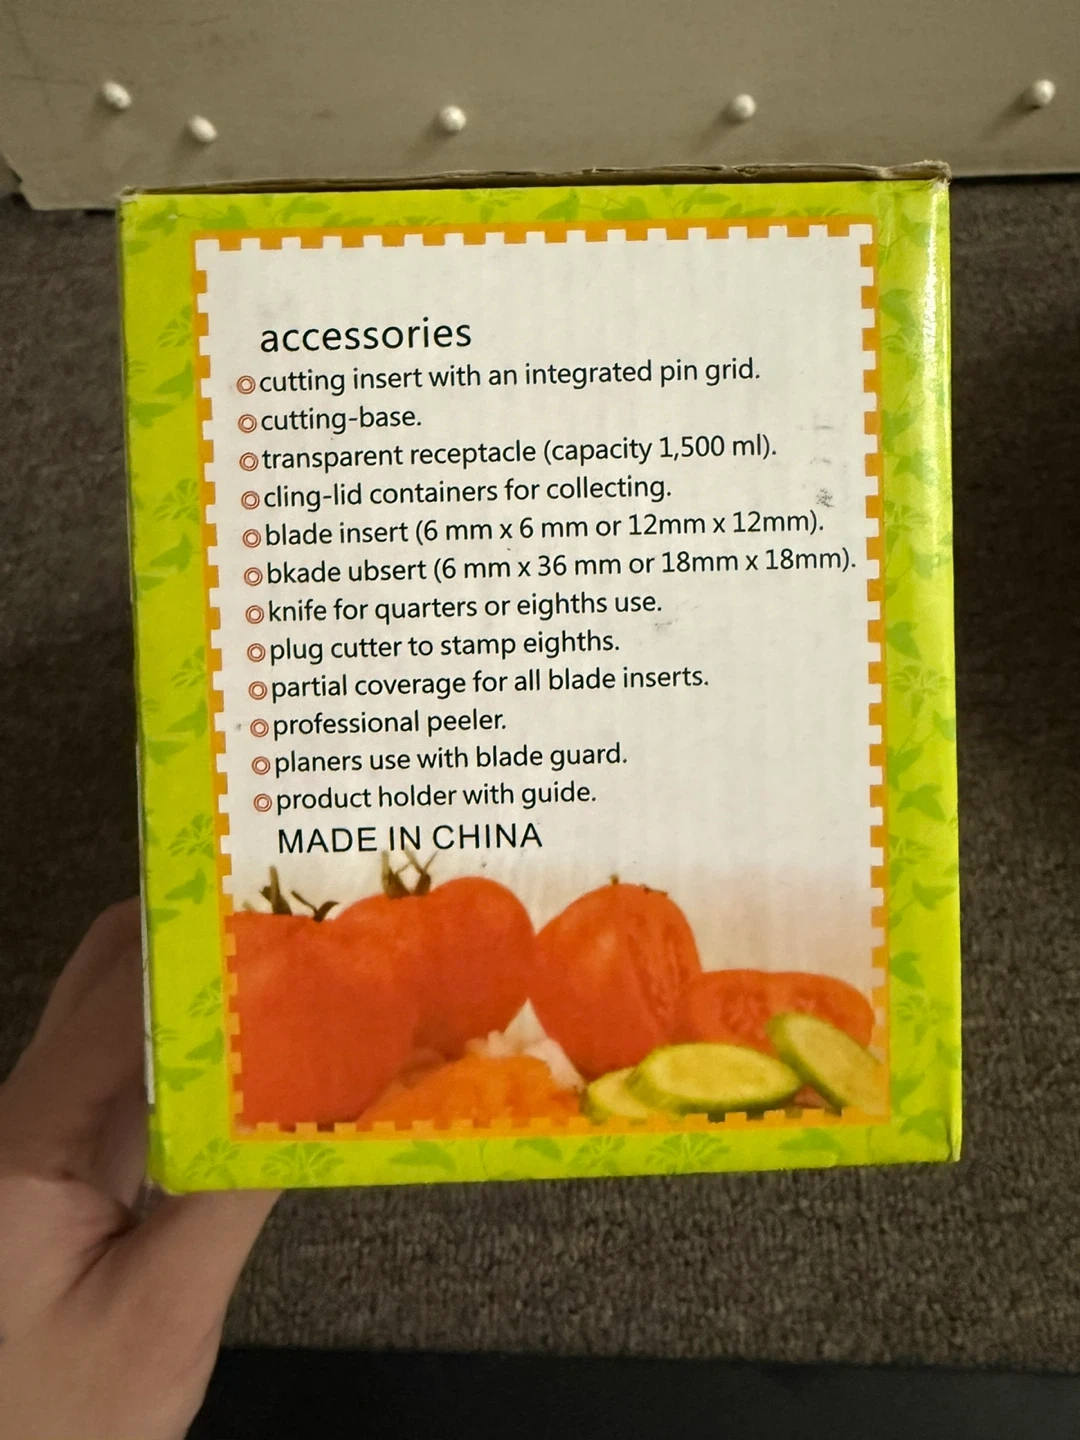 accessories
cutting insert with an integrated pin grid.
cutting-base.
transparent receptacle (capacity 1,500 ml).
cling-lid containers for collecting.
blade insert (6 mm x 6 mm or 12mm x 12mm).
bkade ubsert (6 mm x 36 mm or 18mm x 18mm).
knife for quarters or eighths use.
plug cutter to stamp eighths.
partial coverage for all blade inserts.
professional peeler.
planers use with blade guard.
product holder with guide.
MADE IN CHINA